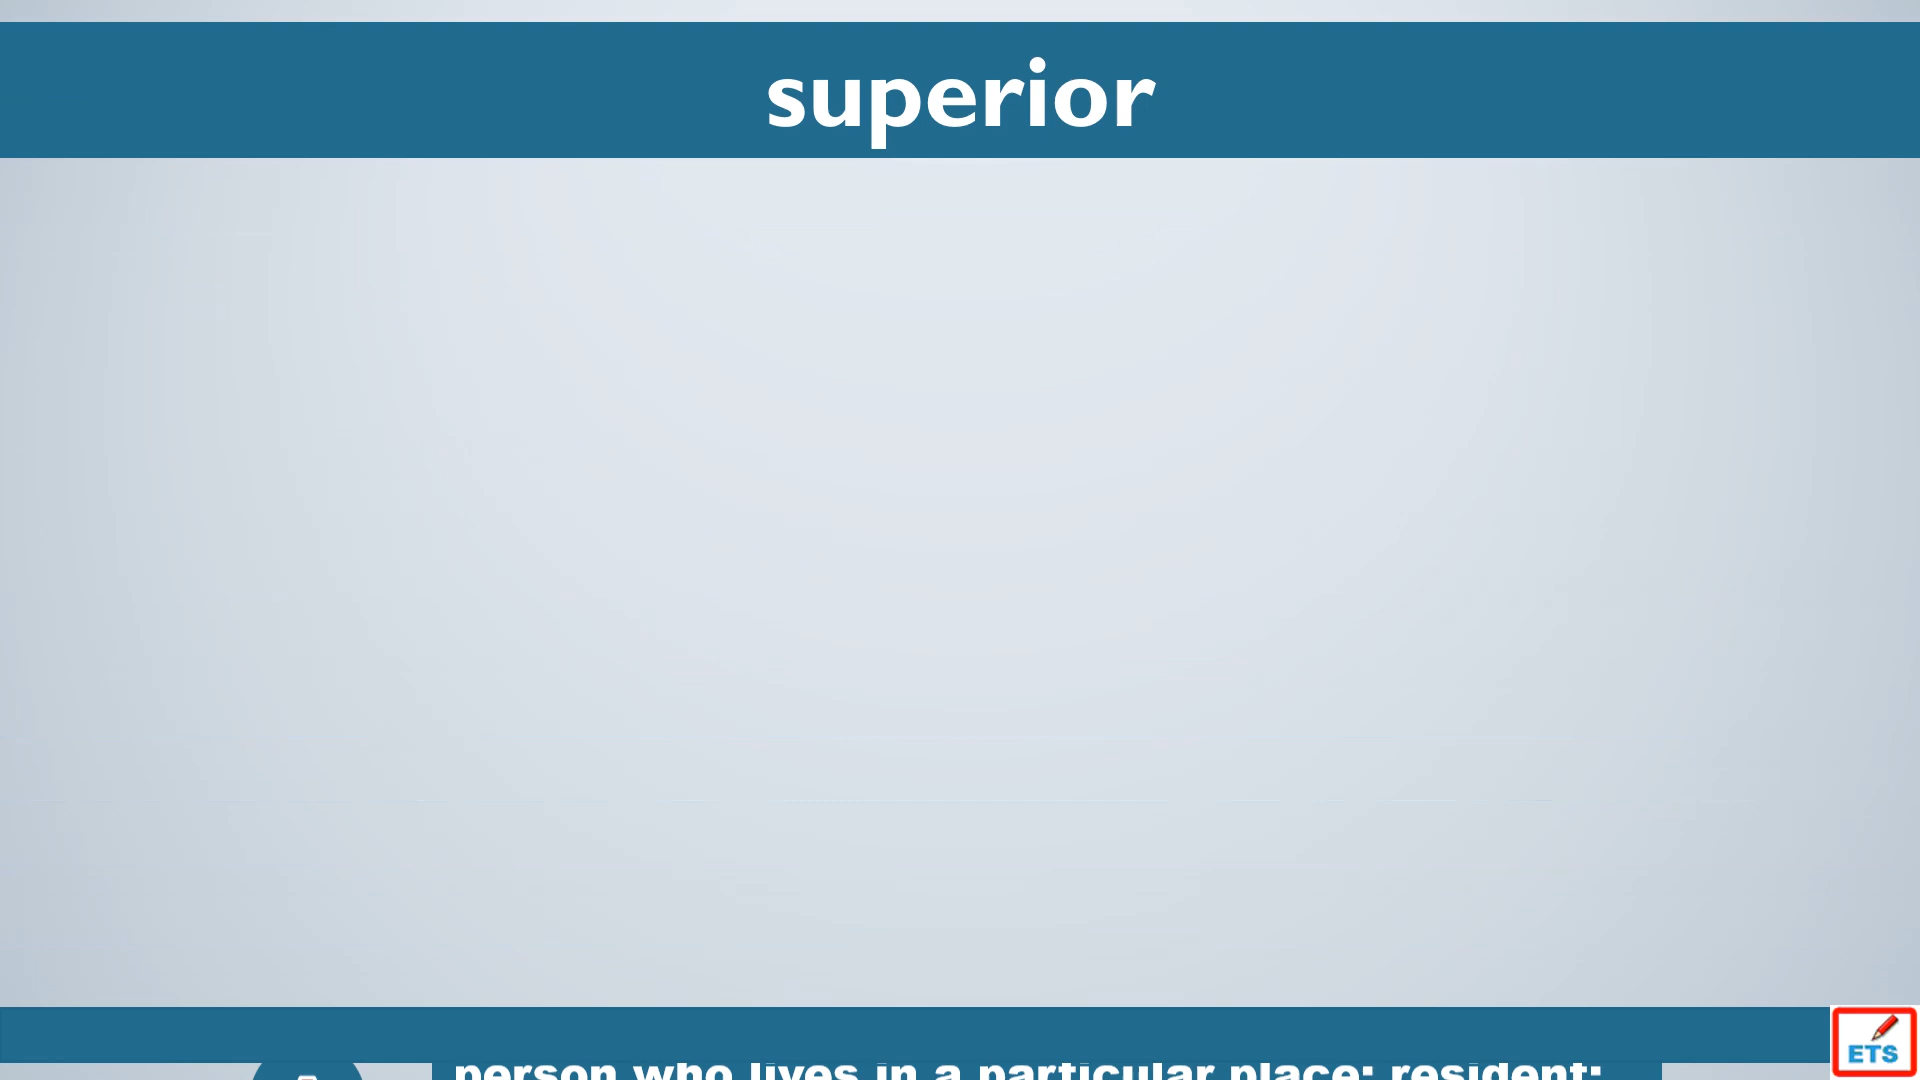 superior
ETS
person who lives in a particular place; resident;